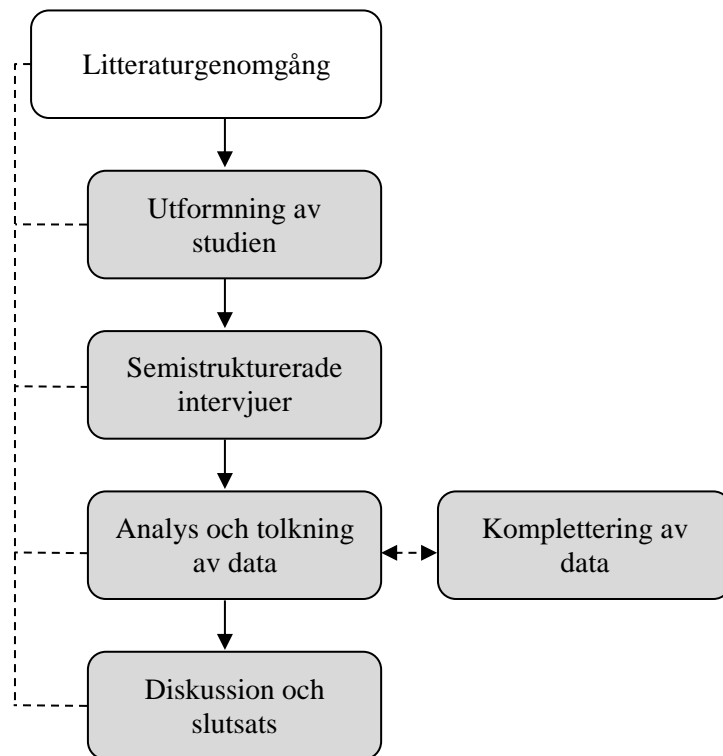 Litteraturgenomgång
Utformning av
studien
Semistrukturerade
intervjuer
Analys och tolkning
av data
Komplettering av
data
Diskussion och
slutsats